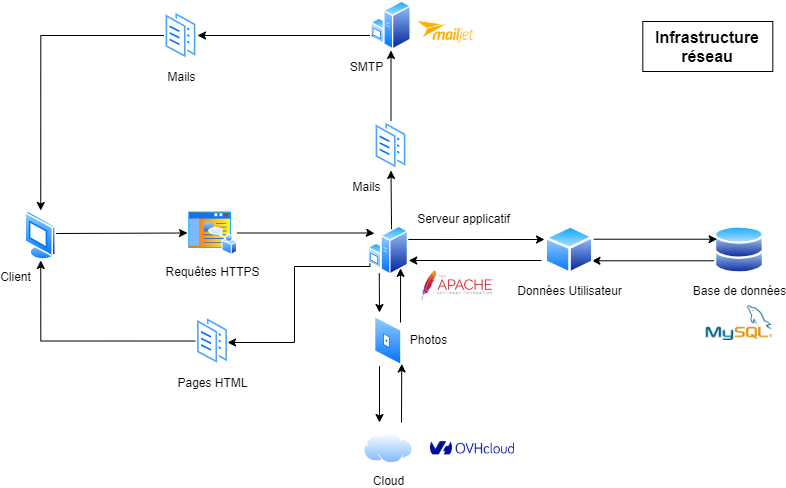 Infrastructure
réseau
mailjet
SMTP
Mails
Mails
Serveur applicatif
Client
Requêtes HTTPS
THE
APACHE
SOFTWARE FOUNDATION
Données Utilisateur
Base de données
MySQL®
Photos
Pages HTML
OVHcloud
Cloud